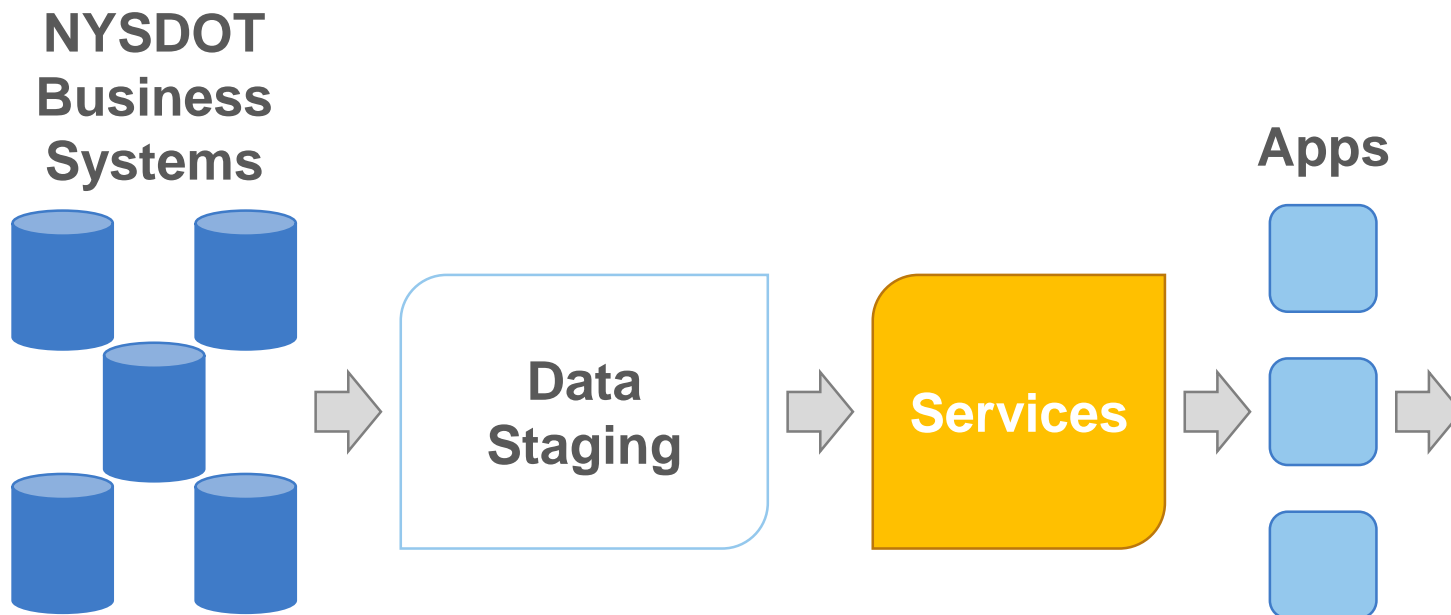 NYSDOT
Business
Systems
Apps
Data
Staging
Services